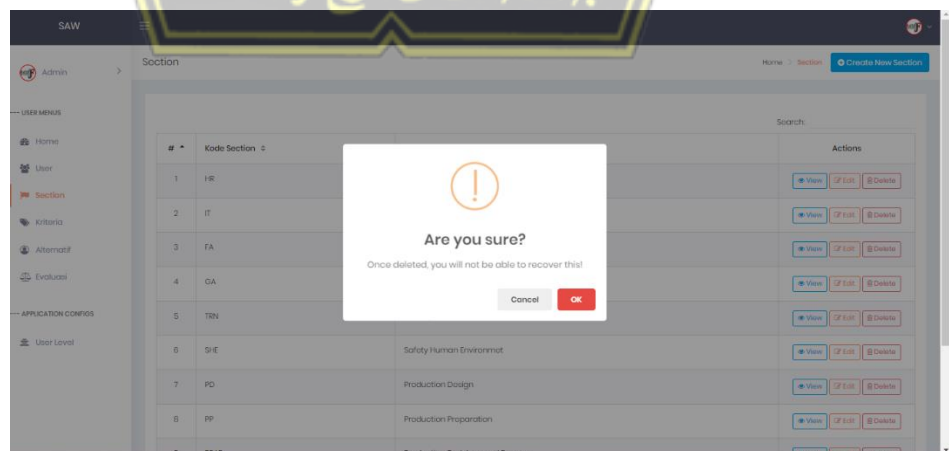 SAW
Admin
Section
Home > Section
Create New Section
--- USER MENUS
Home
User
Section
Kriteria
Alternatif
Evaluasi
--- APPLICATION CONFIGS
User Level
Search:
# Kode Section Actions
1 HR View Edit Delete
2 IT View Edit Delete
3 FA View Edit Delete
4 GA View Edit Delete
5 TRN View Edit Delete
6 SHE Safety Human Environmet View Edit Delete
7 PD Production Design View Edit Delete
8 PP Production Preparation View Edit Delete
Are you sure?
Once deleted, you will not be able to recover this!
Cancel OK